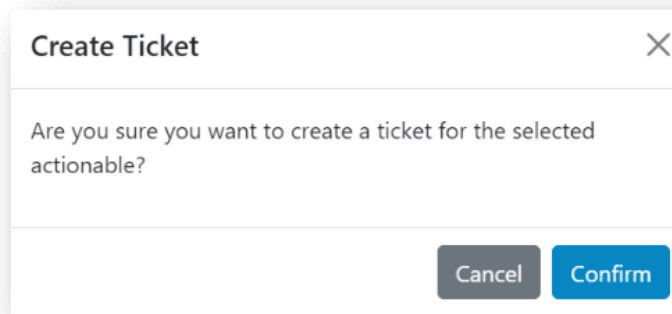 Create Ticket
Are you sure you want to create a ticket for the selected
actionable?
Cancel Confirm